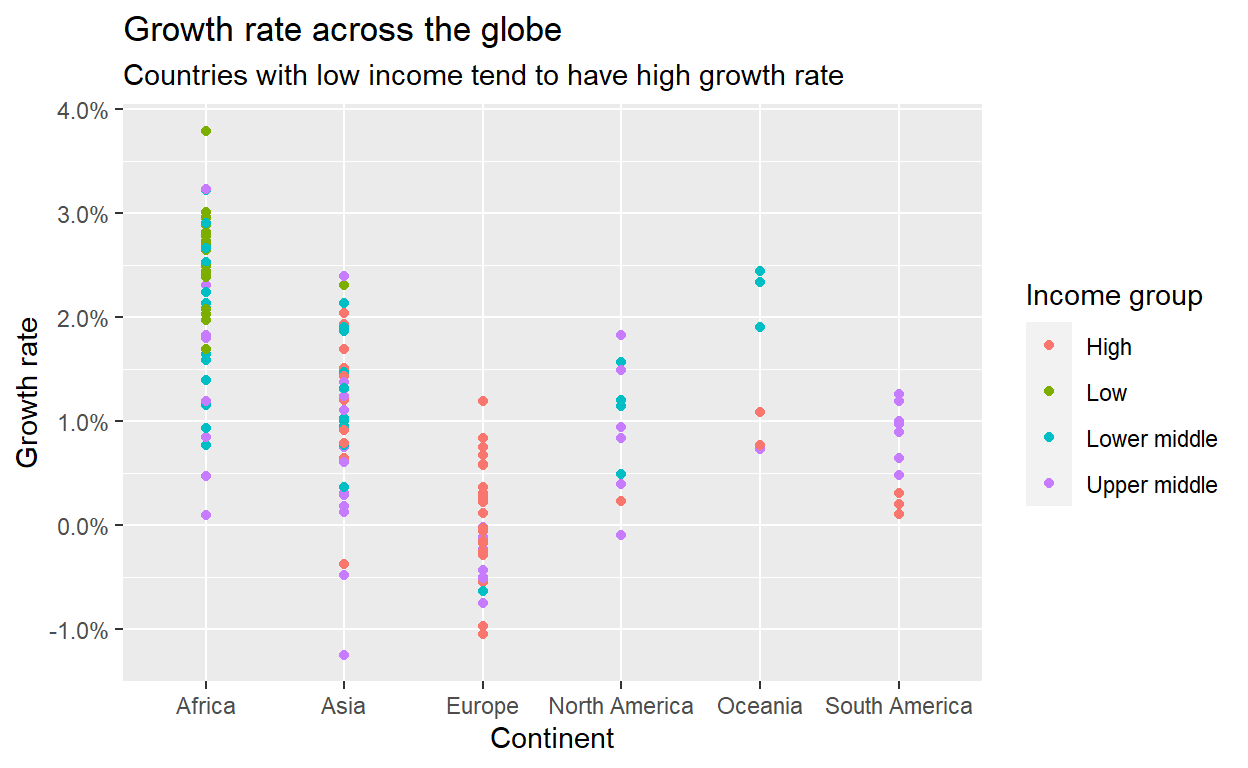 Growth rate across the globe
Countries with low income tend to have high growth rate
4.0%
3.0%
2.0%
1.0%
0.0%
-1.0%
Growth rate
Africa Asia Europe North America Oceania South America
Continent
Income group
High
Low
Lower middle
Upper middle